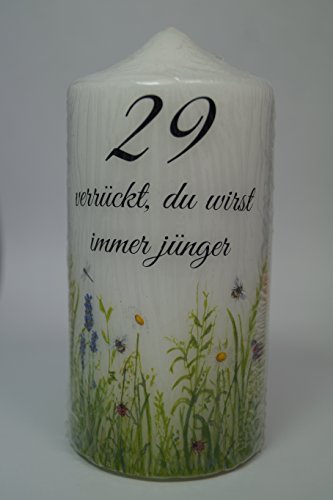 29
verrückt, du wirst
immer jünger